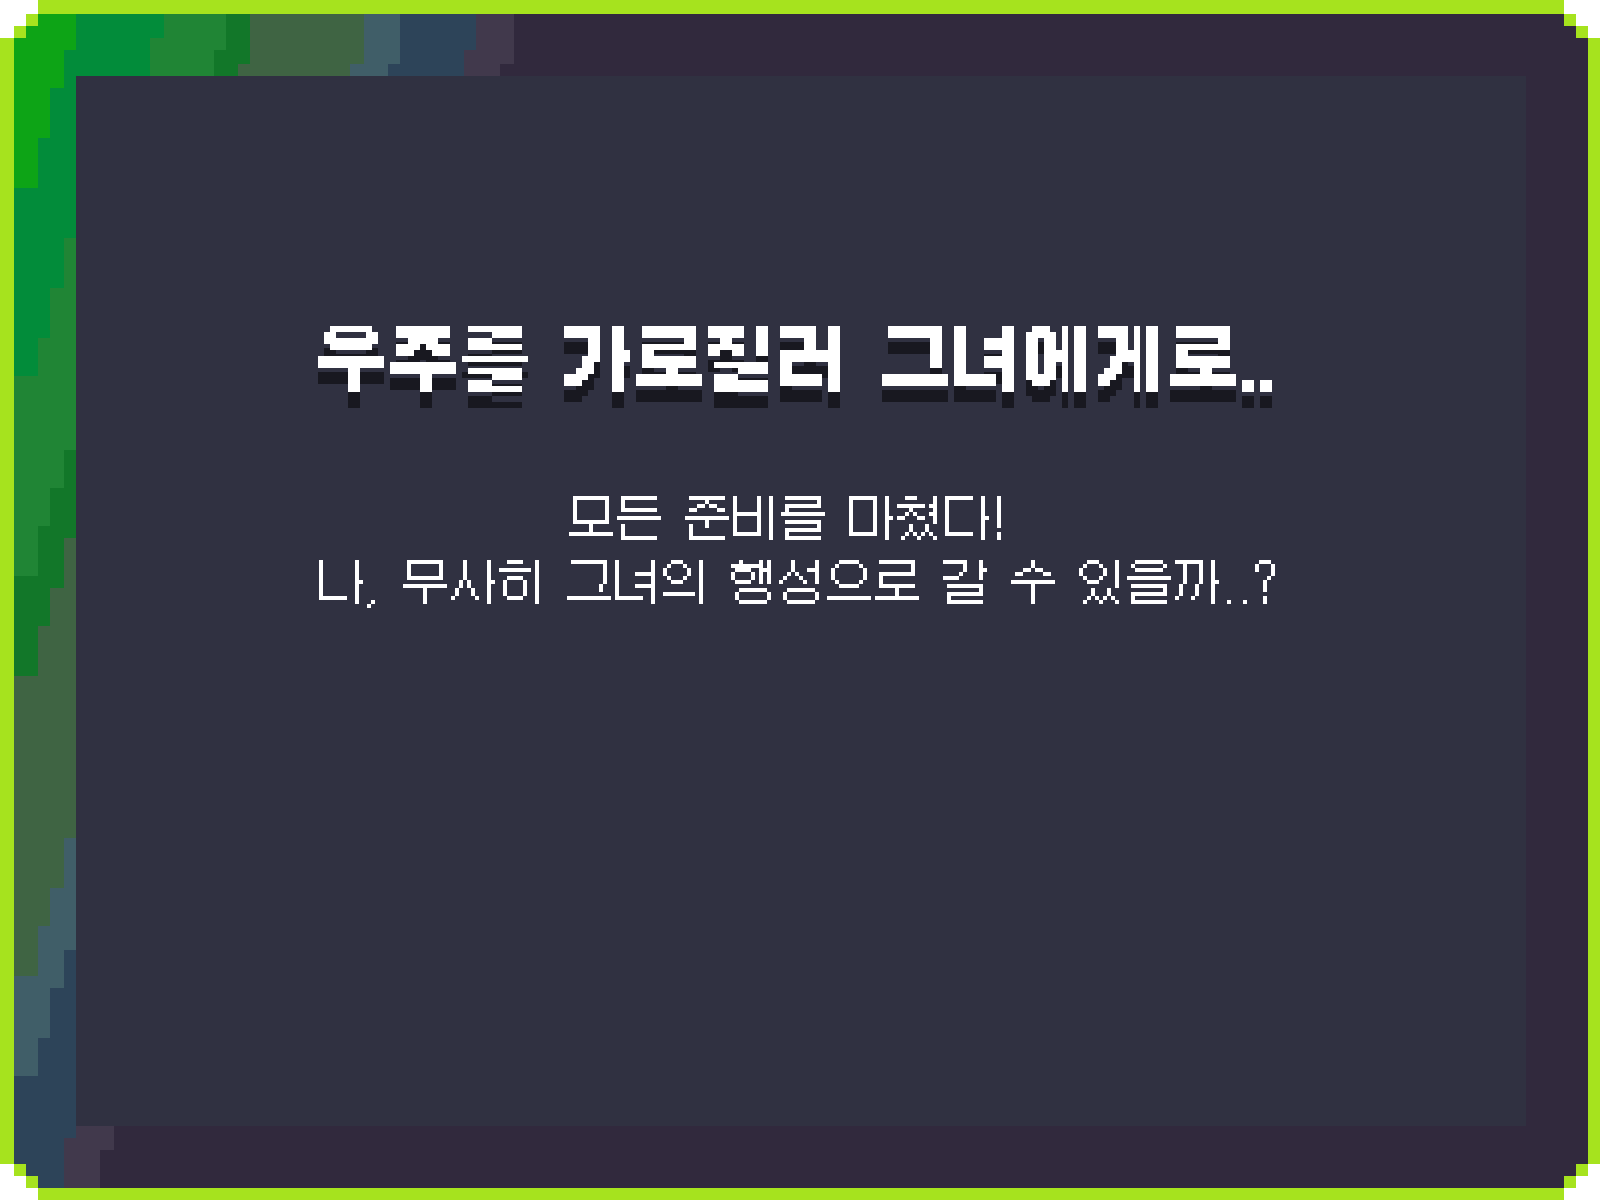 우주를 가로질러 그녀에게로..
모든 준비를 마쳤다!
나, 무사히 그녀의 행성으로 갈 수 있을까..?